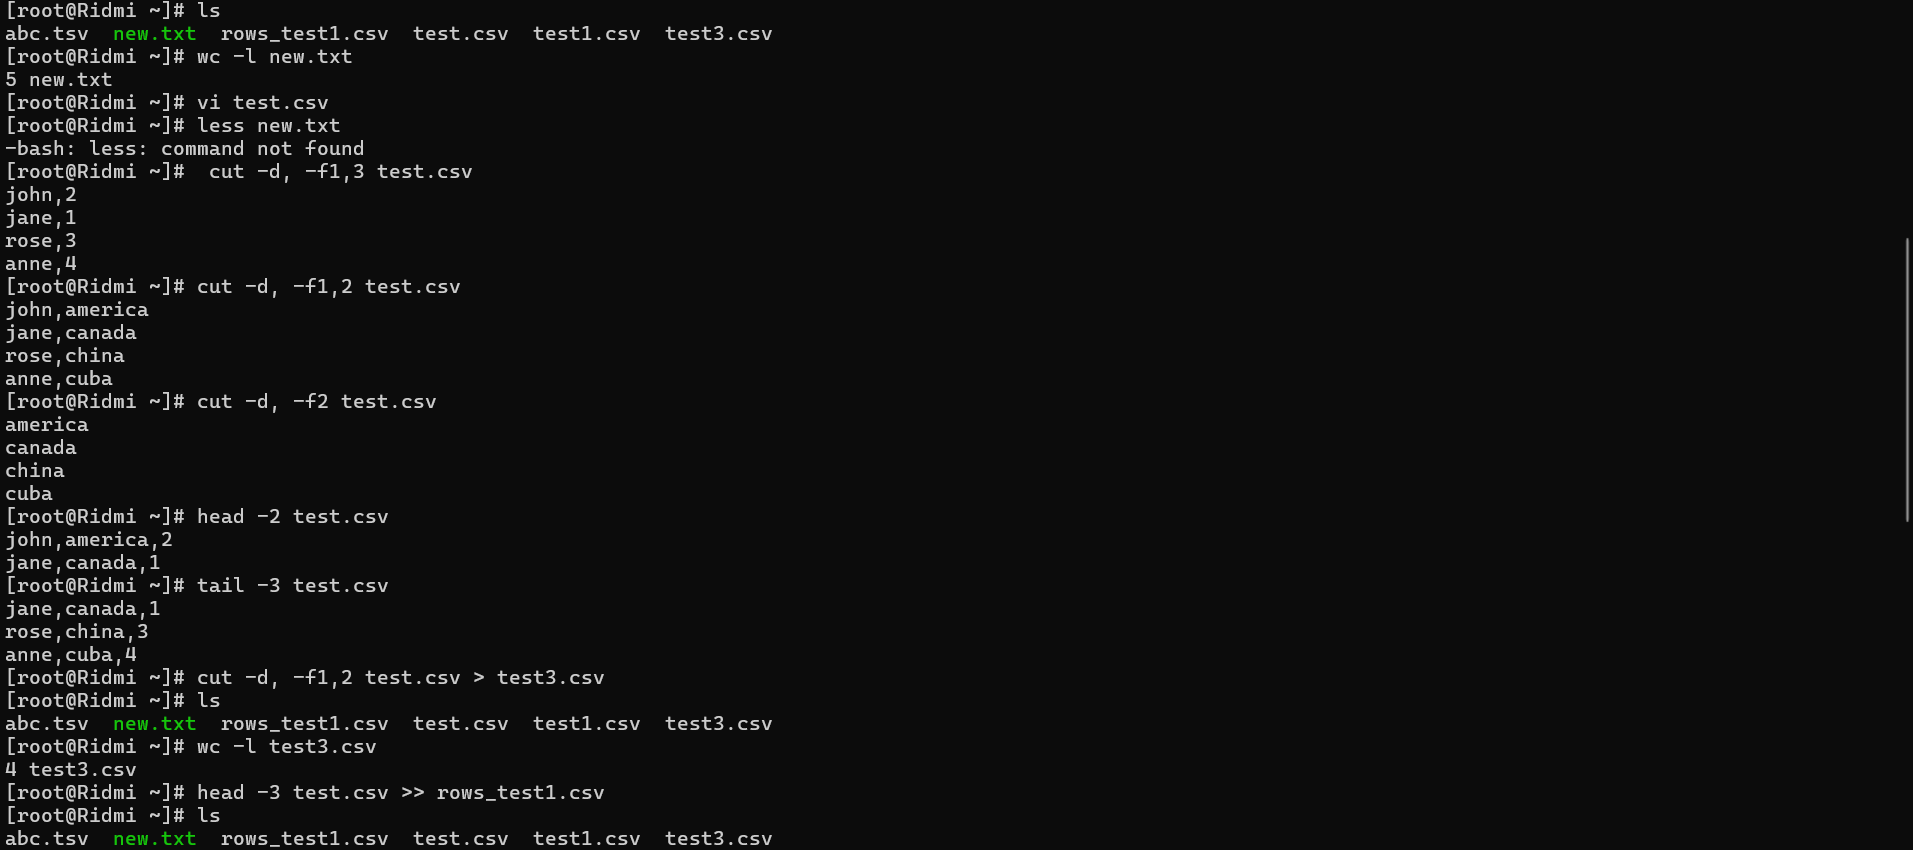 [root@Ridmi ~]# ls
abc.tsv  new.txt  rows_test1.csv  test.csv  test1.csv  test3.csv
[root@Ridmi ~]# wc -l new.txt
5 new.txt
[root@Ridmi ~]# vi test.csv
[root@Ridmi ~]# less new.txt
-bash: less: command not found
[root@Ridmi ~]#  cut -d, -f1,3 test.csv
john,2
jane,1
rose,3
anne,4
[root@Ridmi ~]# cut -d, -f1,2 test.csv
john,america
jane,canada
rose,china
anne,cuba
[root@Ridmi ~]# cut -d, -f2 test.csv
america
canada
china
cuba
[root@Ridmi ~]# head -2 test.csv
john,america,2
jane,canada,1
[root@Ridmi ~]# tail -3 test.csv
jane,canada,1
rose,china,3
anne,cuba,4
[root@Ridmi ~]# cut -d, -f1,2 test.csv > test3.csv
[root@Ridmi ~]# ls
abc.tsv  new.txt  rows_test1.csv  test.csv  test1.csv  test3.csv
[root@Ridmi ~]# wc -l test3.csv
4 test3.csv
[root@Ridmi ~]# head -3 test.csv >> rows_test1.csv
[root@Ridmi ~]# ls
abc.tsv  new.txt  rows_test1.csv  test.csv  test1.csv  test3.csv